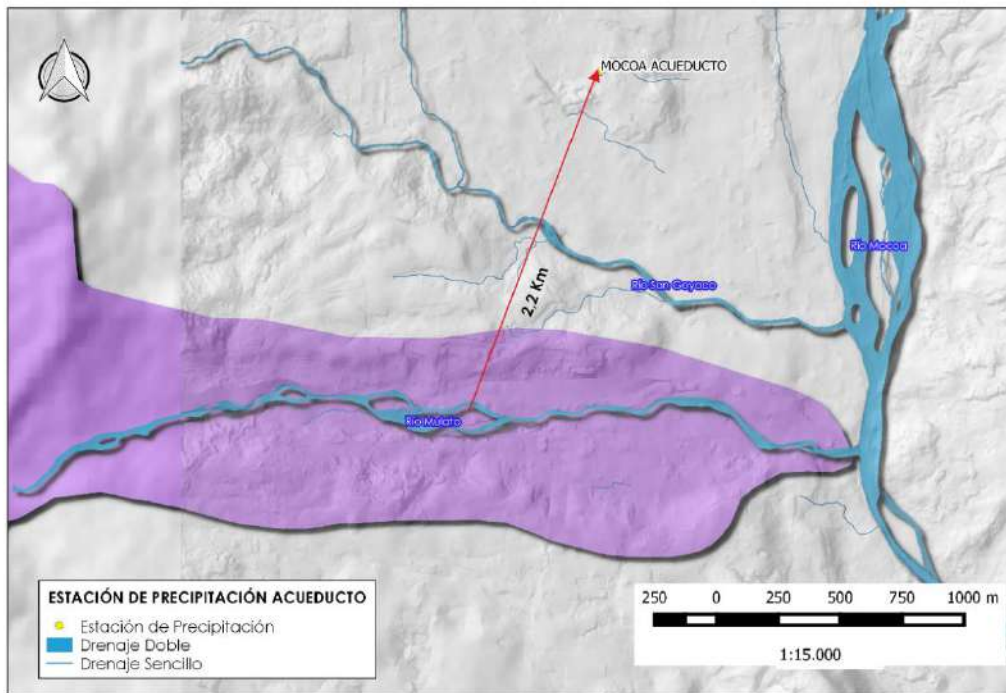 MOCOA ACUEDUCTO
Río Mocoa
Río San Goyoco
2,2 Km
Río Mulato
ESTACIÓN DE PRECIPITACIÓN ACUEDUCTO
Estación de Precipitación
Drenaje Doble
Drenaje Sencillo
250 0 250 500 750 1000 m
1:15.000